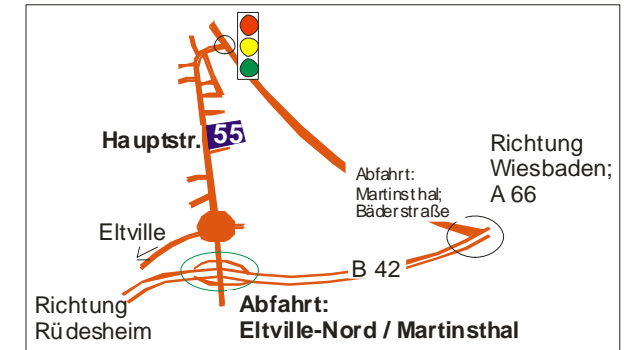 Hauptstr. 55
Richtung
Wiesbaden;
A 66
Abfahrt:
Martinsthal;
Bäderstraße
Eltville
B 42
Richtung
Rüdesheim
Abfahrt:
Eltville-Nord / Martinsthal